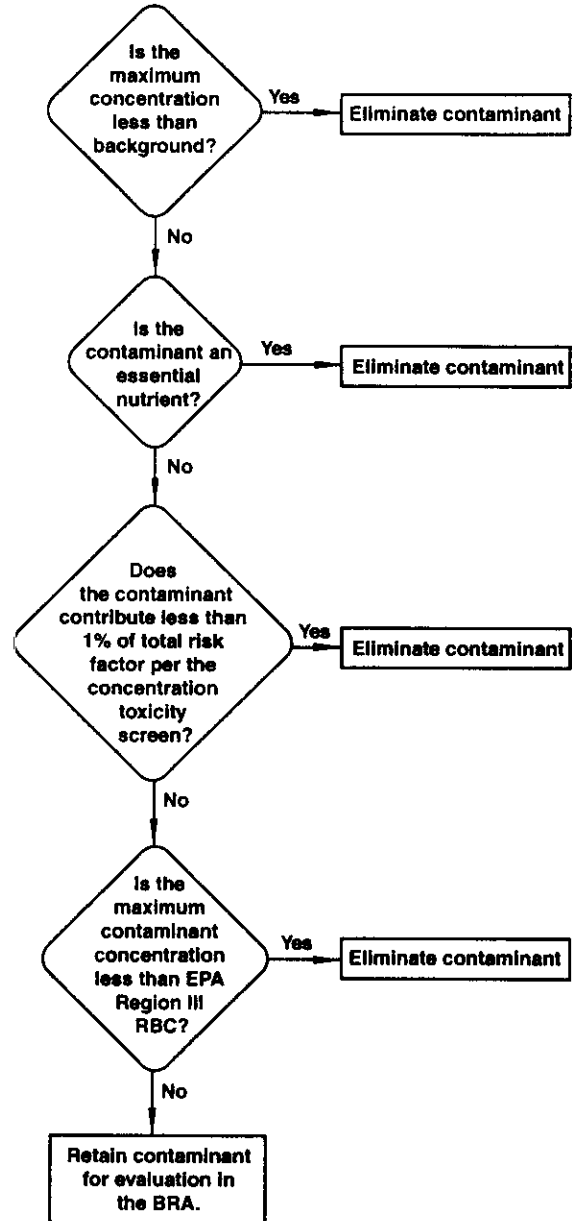 Is the
maximum
concentration
less than
background?
Yes
Eliminate contaminant
No
Is the
contaminant an
essential
nutrient?
Yes
Eliminate contaminant
No
Does
the contaminant
contribute less than
1% of total risk
factor per the
concentration
toxicity
screen?
Yes
Eliminate contaminant
No
Is the
maximum
contaminant
concentration
less than EPA
Region III
RBC?
Yes
Eliminate contaminant
No
Retain contaminant
for evaluation in
the BRA.